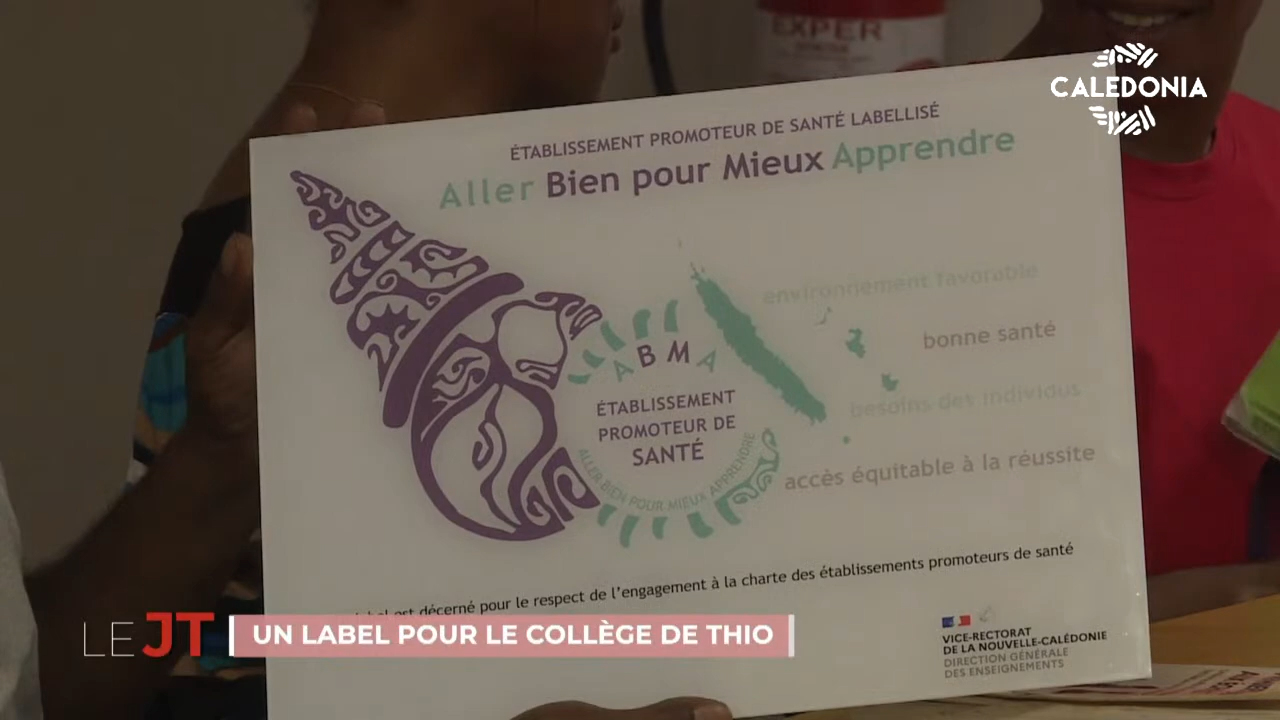 EXPER
CALEDONIA
ÉTABLISSEMENT PROMOTEUR DE SANTÉ LABELLISÉ
Aller Bien pour Mieux Apprendre
environnement favorable
bonne santé
besoins des individus
accès équitable à la réussite
ABMA
ÉTABLISSEMENT
PROMOTEUR DE
SANTÉ
ALLER BIEN POUR MIEUX APPRENDRE
est décerné pour le respect de l'engagement à la charte des établissements promoteurs de santé
LE JT
UN LABEL POUR LE COLLÈGE DE THIO
VICE-RECTORAT
DE LA NOUVELLE-CALÉDONIE
DIRECTION GÉNÉRALE
DES ENSEIGNEMENTS